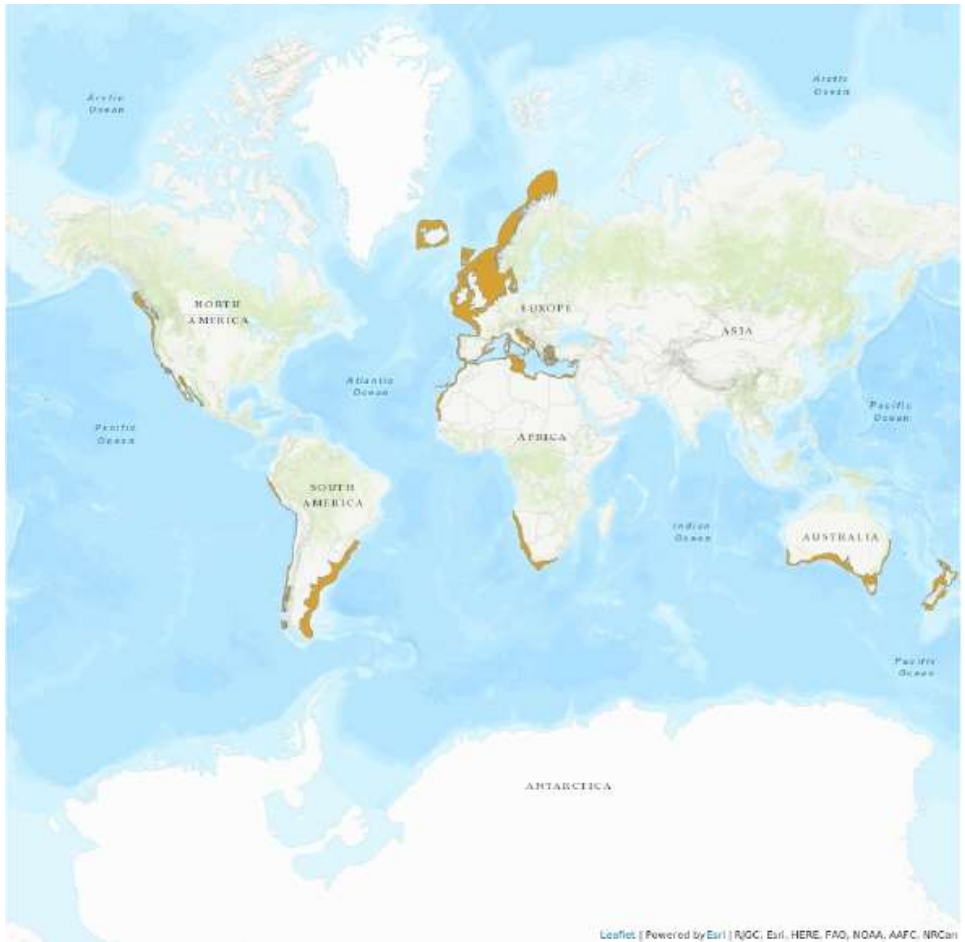 Arctic
Ocean
Arctic
Ocean
NORTH
AMERICA
EUROPE
ASIA
Atlantic
Ocean
Pacific
Ocean
Pacific
Ocean
AFRICA
SOUTH
AMERICA
Indian
Ocean
AUSTRALIA
Pacific
Ocean
ANTARCTICA
Leaflet | Powered by Esri | RJGC, Esri, HERE, FAO, NOAA, AAFC, NRCan